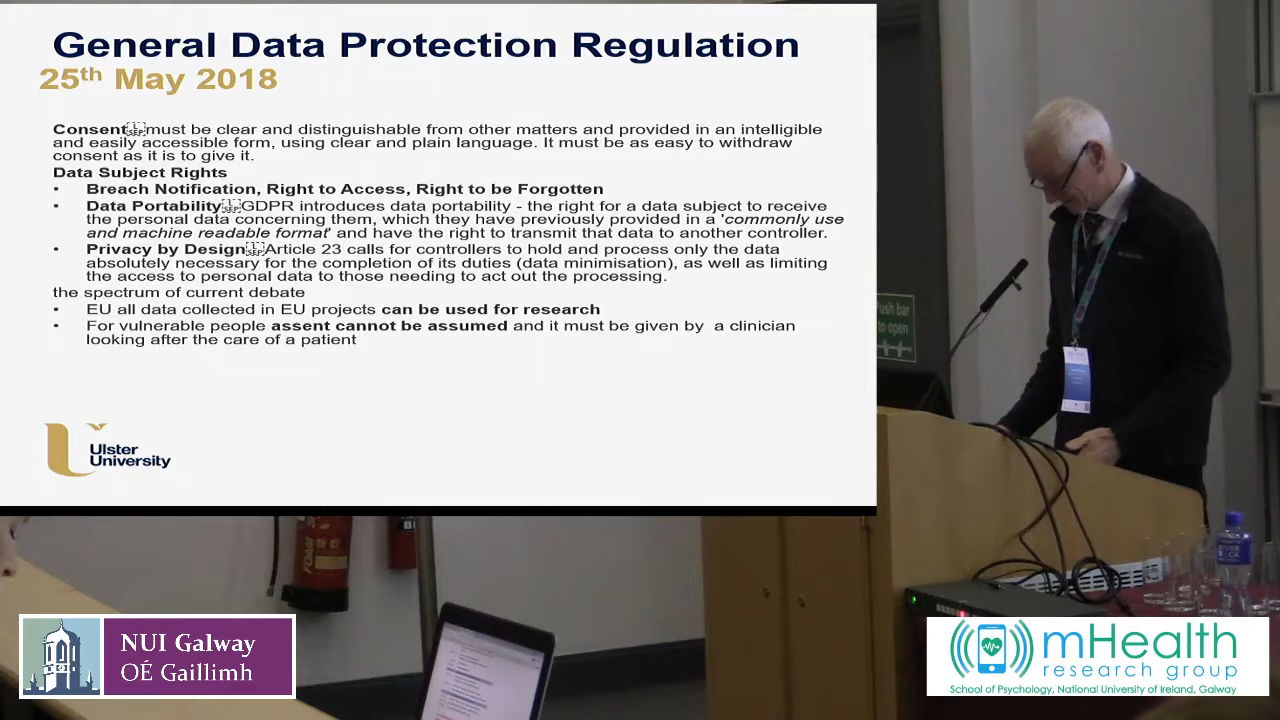 General Data Protection Regulation
25th May 2018
Consent must be clear and distinguishable from other matters and provided in an intelligible
and easily accessible form, using clear and plain language. It must be as easy to withdraw
consent as it is to give it.
Data Subject Rights
• Breach Notification, Right to Access, Right to be Forgotten
• Data Portability GDPR introduces data portability - the right for a data subject to receive
the personal data concerning them, which they have previously provided in a 'commonly use
and machine readable format' and have the right to transmit that data to another controller.
• Privacy by Design Article 23 calls for controllers to hold and process only the data
absolutely necessary for the completion of its duties (data minimisation), as well as limiting
the access to personal data to those needing to act out the processing.
the spectrum of current debate
• EU all data collected in EU projects can be used for research
• For vulnerable people assent cannot be assumed and it must be given by a clinician
looking after the care of a patient
Ulster
University
Push bar
to open
FOAM
NUI Galway
OÉ Gaillimh
mHealth
research group
School of Psychology, National University of Ireland, Galway